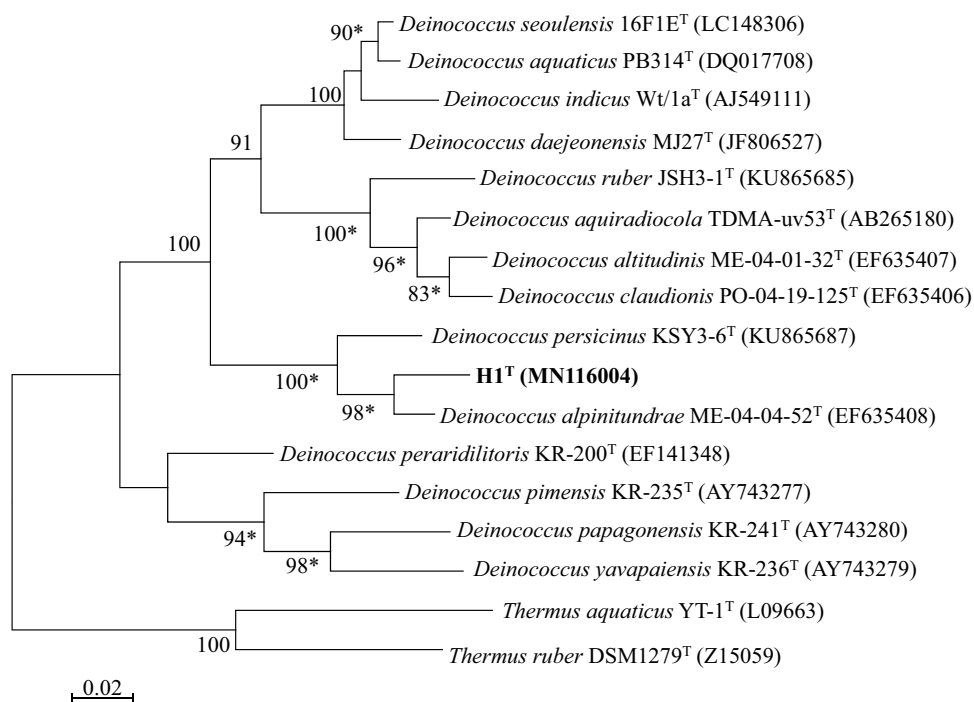 Deinococcus seoulensis 16F1E^T (LC148306)
90*
Deinococcus aquaticus PB314^T (DQ017708)
100
Deinococcus indicus Wt/1a^T (AJ549111)
91
Deinococcus daejeonensis MJ27^T (JF806527)
Deinococcus ruber JSH3-1^T (KU865685)
100*
Deinococcus aquiradiocola TDMA-uv53^T (AB265180)
100
96*
Deinococcus altitudinis ME-04-01-32^T (EF635407)
83*
Deinococcus claudionis PO-04-19-125^T (EF635406)
Deinococcus persicinus KSY3-6^T (KU865687)
100*
H1^T (MN116004)
98*
Deinococcus alpinitundrae ME-04-04-52^T (EF635408)
Deinococcus peraridilitoris KR-200^T (EF141348)
Deinococcus pimensis KR-235^T (AY743277)
94*
Deinococcus papagonensis KR-241^T (AY743280)
98*
Deinococcus yavapaiensis KR-236^T (AY743279)
Thermus aquaticus YT-1^T (L09663)
100
Thermus ruber DSM1279^T (Z15059)
0.02